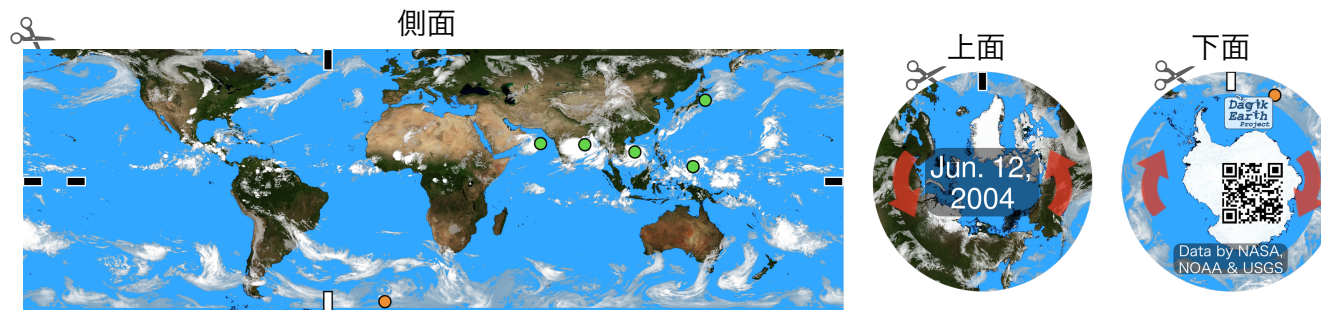 側面
上面
下面
Jun. 12,
2004
Dagik
Earth
Project
Data by NASA,
NOAA & USGS